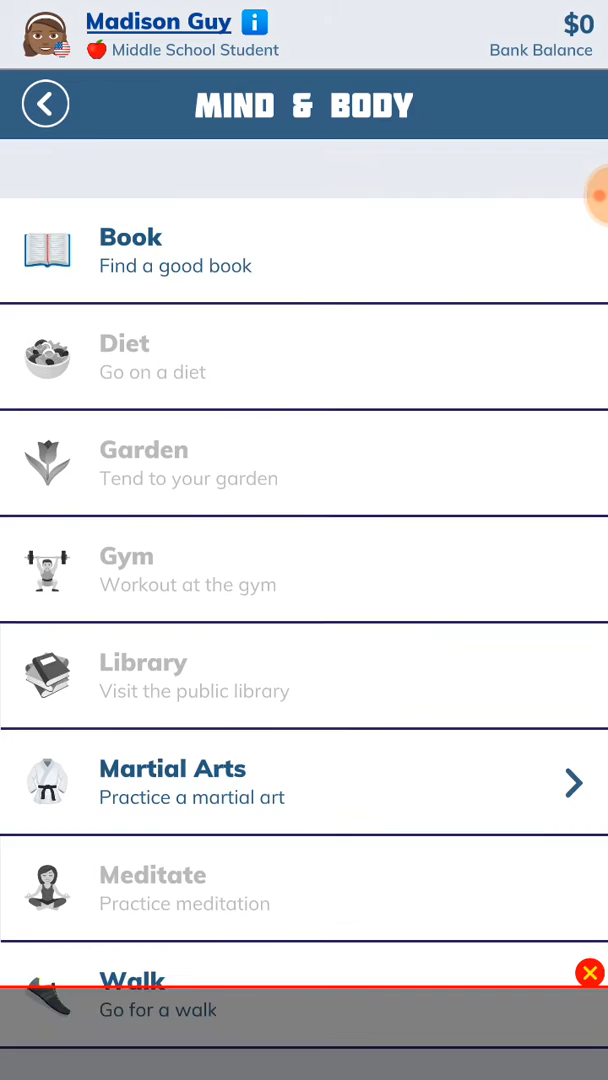 Madison Guy i
$0
Middle School Student
Bank Balance
MIND & BODY
Book
Find a good book
Diet
Go on a diet
Garden
Tend to your garden
Gym
Workout at the gym
Library
Visit the public library
Martial Arts
Practice a martial art
Meditate
Practice meditation
Walk
Go for a walk